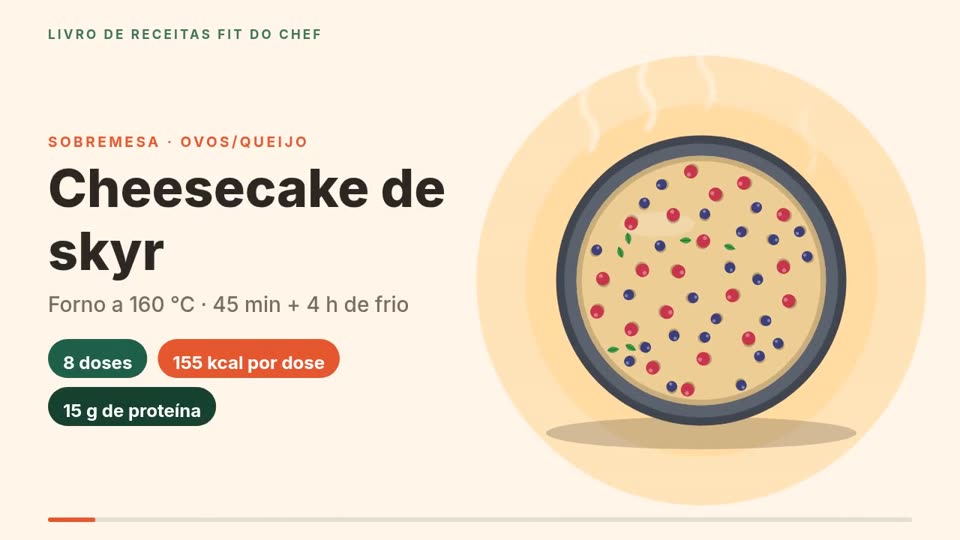 LIVRO DE RECEITAS FIT DO CHEF
SOBREMESA · OVOS/QUEIJO
Cheesecake de
skyr
Forno a 160 °C · 45 min + 4 h de frio
8 doses
155 kcal por dose
15 g de proteína